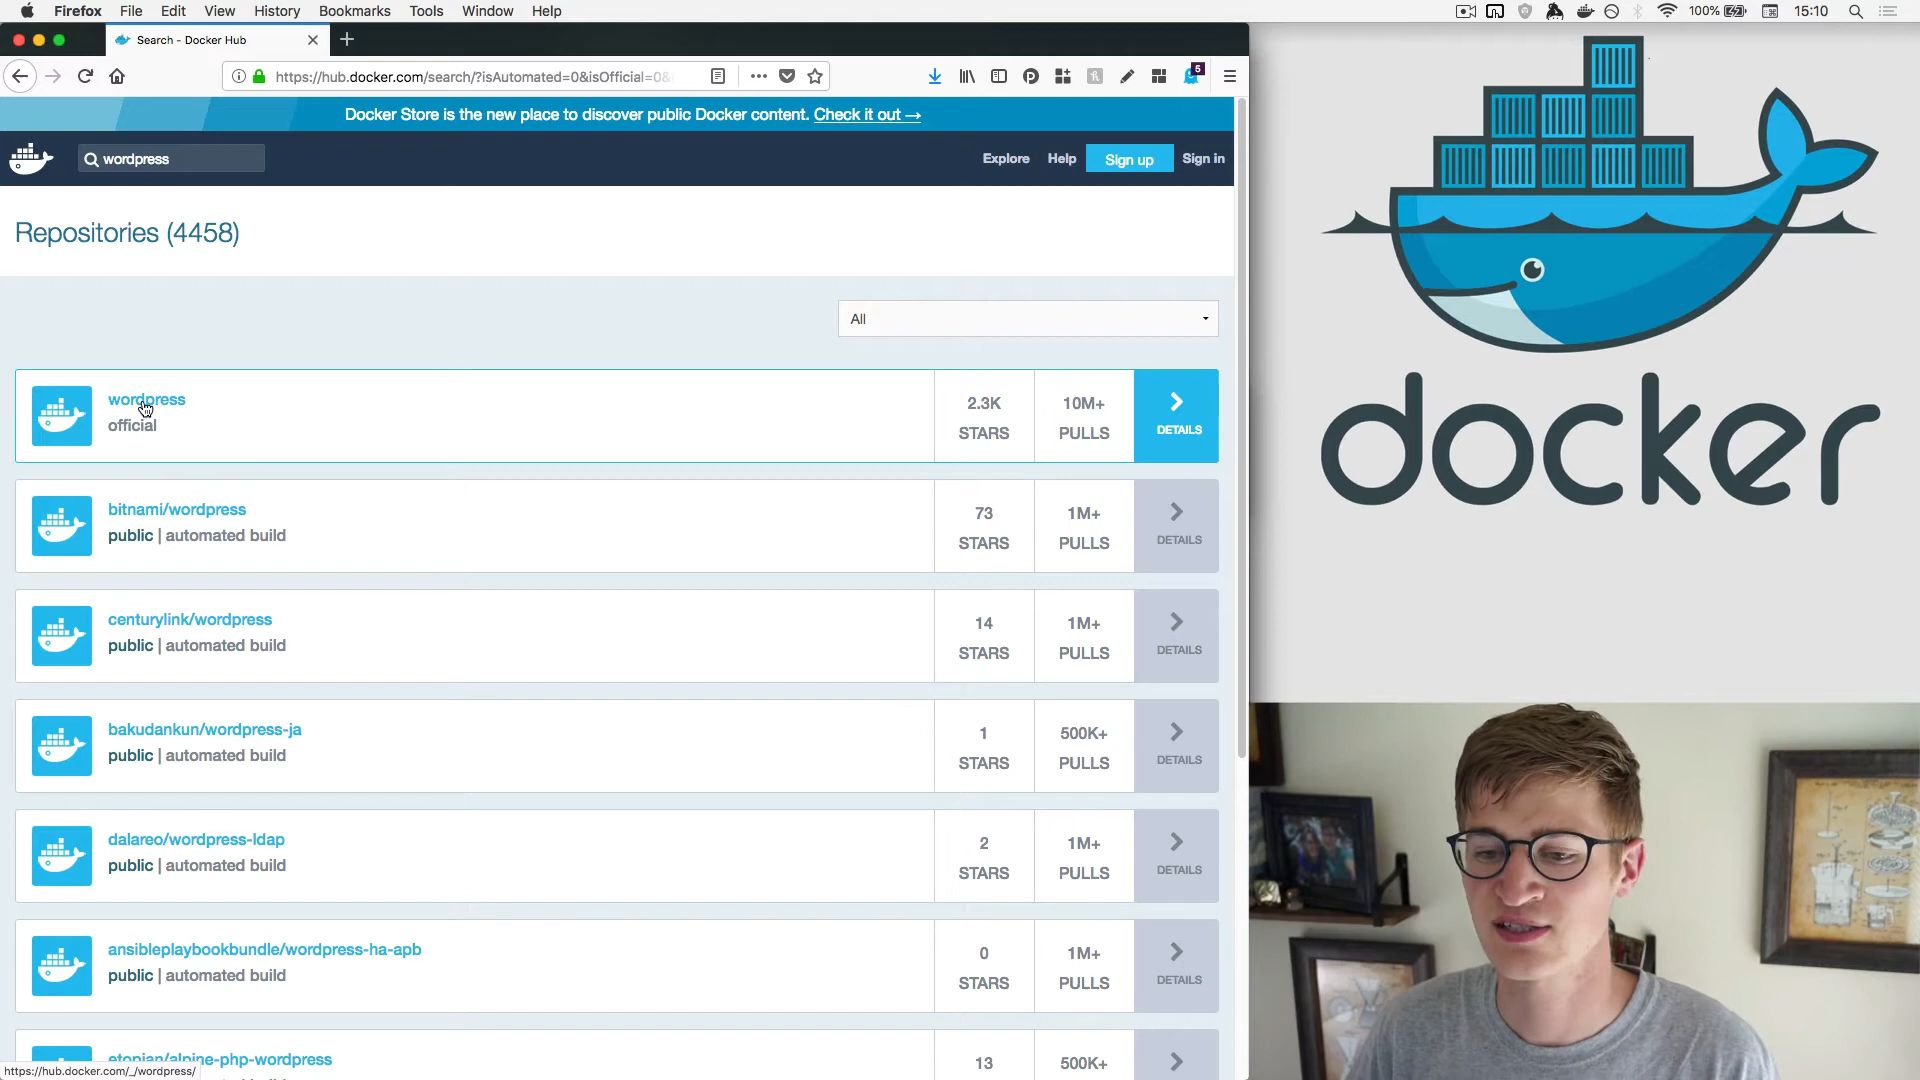 Firefox File Edit View History Bookmarks Tools Window Help 100% 15:10
Search - Docker Hub
https://hub.docker.com/search/?isAutomated=0&isOfficial=0& 5
Docker Store is the new place to discover public Docker content. Check it out →
wordpress Explore Help Sign up Sign in
Repositories (4458)
All
wordpress
official
2.3K
STARS
10M+
PULLS
DETAILS
bitnami/wordpress
public | automated build
73
STARS
1M+
PULLS
DETAILS
centurylink/wordpress
public | automated build
14
STARS
1M+
PULLS
DETAILS
bakudankun/wordpress-ja
public | automated build
1
STARS
500K+
PULLS
DETAILS
dalareo/wordpress-ldap
public | automated build
2
STARS
1M+
PULLS
DETAILS
ansibleplaybookbundle/wordpress-ha-apb
public | automated build
0
STARS
1M+
PULLS
DETAILS
etopian/alpine-php-wordpress
13
500K+
https://hub.docker.com/_/wordpress/
docker